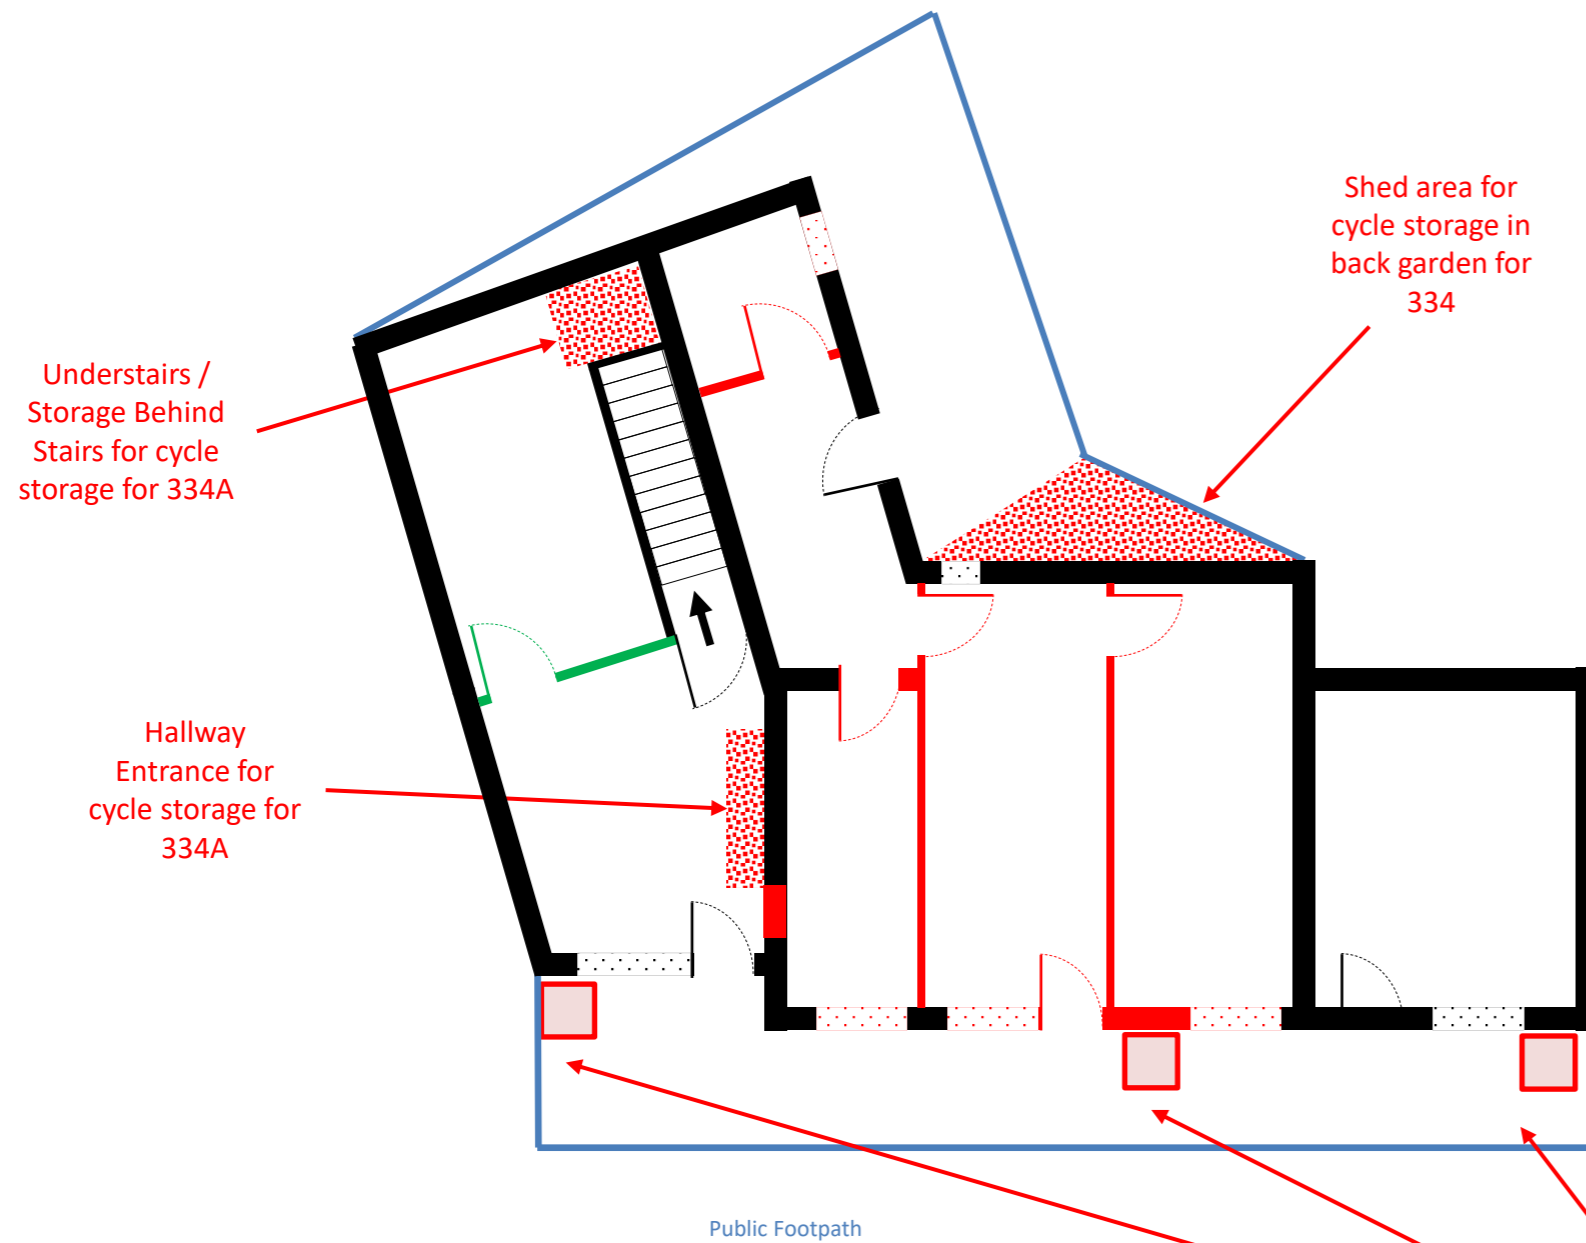 Shed area for
cycle storage in
back garden for
334
Understairs /
Storage Behind
Stairs for cycle
storage for 334A
Hallway
Entrance for
cycle storage for
334A
Public Footpath